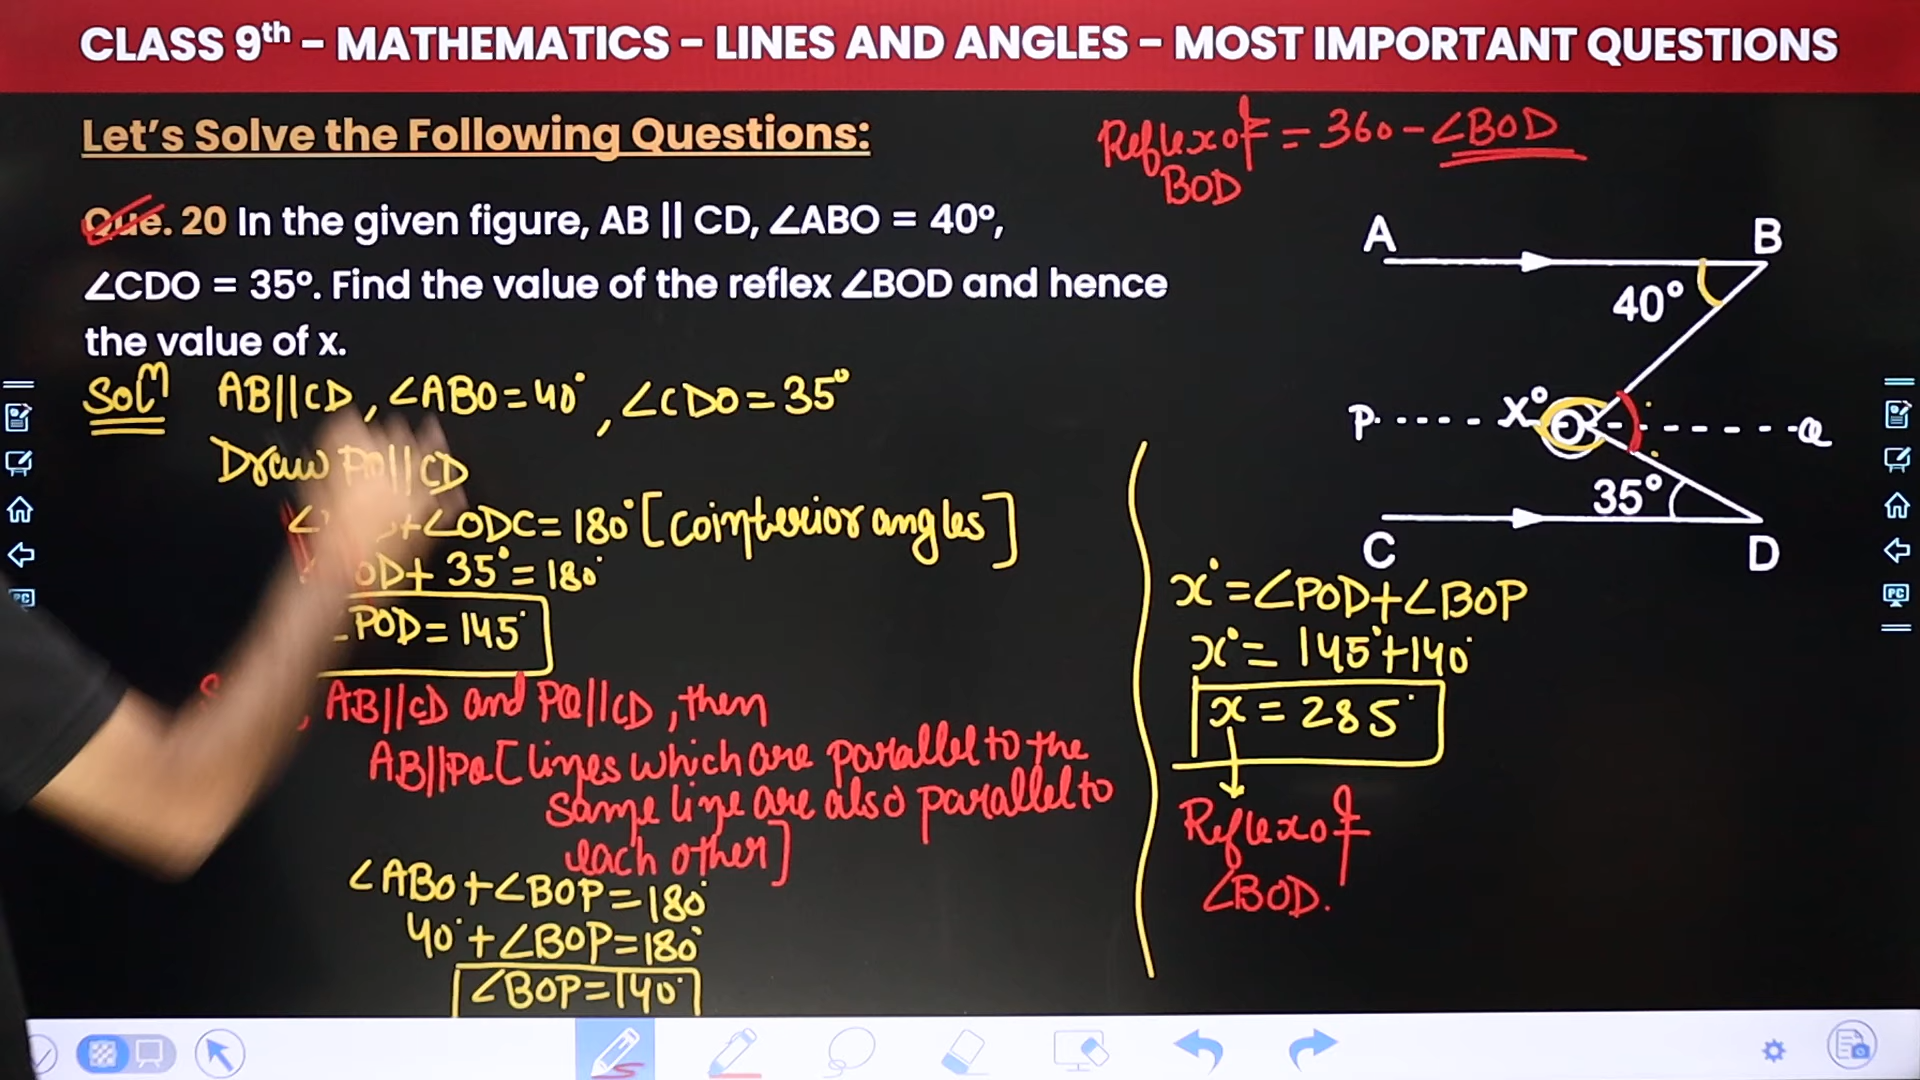 CLASS 9th - MATHEMATICS - LINES AND ANGLES - MOST IMPORTANT QUESTIONS
Let's Solve the Following Questions:
Reflex of = 360 - ∠BOD
BOD
Que. 20 In the given figure, AB || CD, ∠ABO = 40°,
∠CDO = 35°. Find the value of the reflex ∠BOD and hence
the value of x.
Solⁿ AB||CD, ∠ABO = 40°, ∠CDO = 35°
Draw ||CD
∠ + ∠ODC = 180° [cointerior angles]
OD + 35° = 180°
∠POD = 145°
, AB||CD and PQ||CD, then
AB||PQ [lines which are parallel to the
same line are also parallel to
each other]
∠ABO + ∠BOP = 180°
40° + ∠BOP = 180°
∠BOP = 140°
A B
40°
P x° O Q
35°
C D
x° = ∠POD + ∠BOP
x° = 145° + 140°
x = 285°
Reflex of
∠BOD.
PC
PC